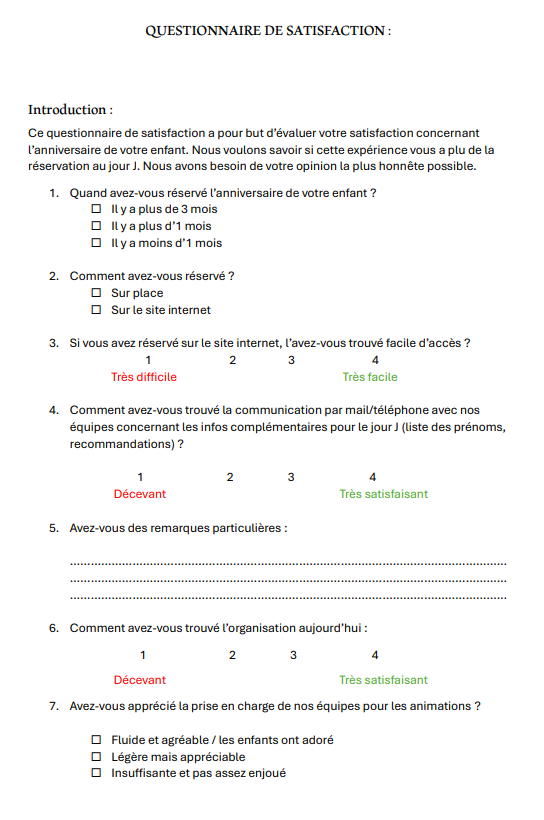 QUESTIONNAIRE DE SATISFACTION :
Introduction :
Ce questionnaire de satisfaction a pour but d'évaluer votre satisfaction concernant
l'anniversaire de votre enfant. Nous voulons savoir si cette expérience vous a plu de la
réservation au jour J. Nous avons besoin de votre opinion la plus honnête possible.
1. Quand avez-vous réservé l'anniversaire de votre enfant ?
☐ Il y a plus de 3 mois
☐ Il y a plus d'1 mois
☐ Il y a moins d'1 mois
2. Comment avez-vous réservé ?
☐ Sur place
☐ Sur le site internet
3. Si vous avez réservé sur le site internet, l'avez-vous trouvé facile d'accès ?
1 2 3 4
Très difficile Très facile
4. Comment avez-vous trouvé la communication par mail/téléphone avec nos
équipes concernant les infos complémentaires pour le jour J (liste des prénoms,
recommandations) ?
1 2 3 4
Décevant Très satisfaisant
5. Avez-vous des remarques particulières :
................................................................................
................................................................................
................................................................................
6. Comment avez-vous trouvé l'organisation aujourd'hui :
1 2 3 4
Décevant Très satisfaisant
7. Avez-vous apprécié la prise en charge de nos équipes pour les animations ?
☐ Fluide et agréable / les enfants ont adoré
☐ Légère mais appréciable
☐ Insuffisante et pas assez enjoué